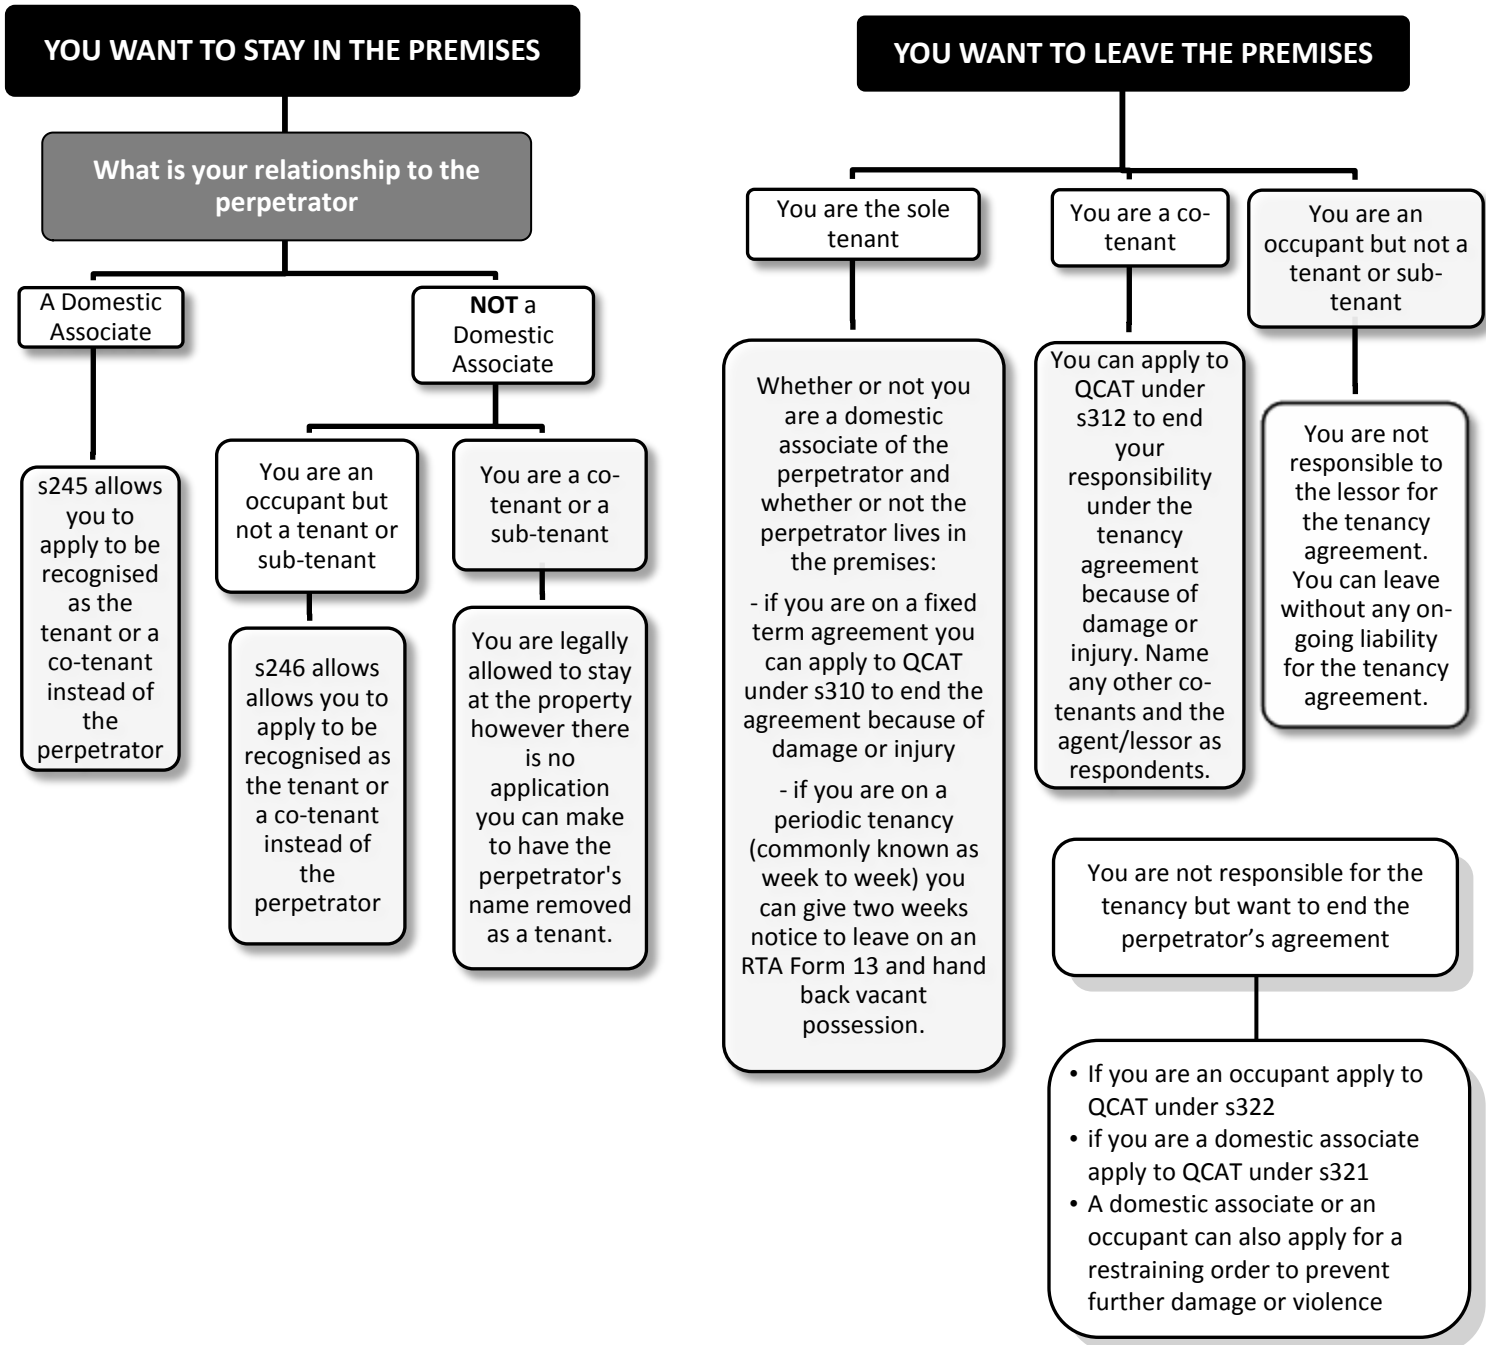 YOU WANT TO STAY IN THE PREMISES
What is your relationship to the
perpetrator
A Domestic
Associate
NOT a
Domestic
Associate
s245 allows
you to
apply to be
recognised
as the
tenant or a
co-tenant
instead of
the
perpetrator
You are an
occupant but
not a tenant or
sub-tenant
You are a co-
tenant or a
sub-tenant
s246 allows
allows you to
apply to be
recognised as
the tenant or
a co-tenant
instead of
the
perpetrator
You are legally
allowed to stay
at the property
however there
is no
application
you can make
to have the
perpetrator's
name removed
as a tenant.
YOU WANT TO LEAVE THE PREMISES
You are the sole
tenant
You are a co-
tenant
You are an
occupant but not a
tenant or sub-
tenant
Whether or not you
are a domestic
associate of the
perpetrator and
whether or not the
perpetrator lives in
the premises:
- if you are on a fixed
term agreement you
can apply to QCAT
under s310 to end the
agreement because of
damage or injury
- if you are on a
periodic tenancy
(commonly known as
week to week) you
can give two weeks
notice to leave on an
RTA Form 13 and hand
back vacant
possession.
You can apply to
QCAT under
s312 to end
your
responsibility
under the
tenancy
agreement
because of
damage or
injury. Name
any other co-
tenants and the
agent/lessor as
respondents.
You are not
responsible to
the lessor for
the tenancy
agreement.
You can leave
without any on-
going liability
for the tenancy
agreement.
You are not responsible for the
tenancy but want to end the
perpetrator’s agreement
• If you are an occupant apply to
QCAT under s322
• if you are a domestic associate
apply to QCAT under s321
• A domestic associate or an
occupant can also apply for a
restraining order to prevent
further damage or violence